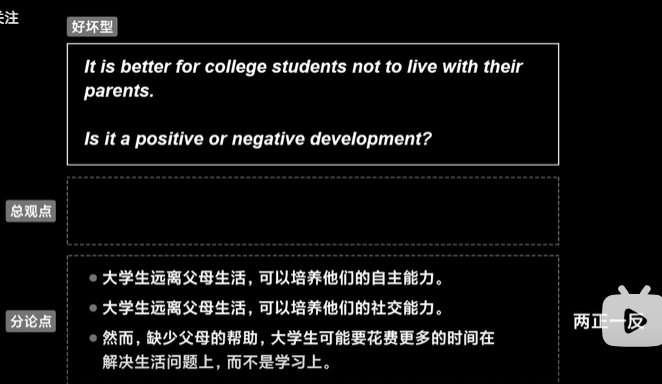 关注
好坏型
It is better for college students not to live with their
parents.
Is it a positive or negative development?
总观点
大学生远离父母生活，可以培养他们的自主能力。
大学生远离父母生活，可以培养他们的社交能力。
分论点
两正一反
然而，缺少父母的帮助，大学生可能要花费更多的时间在
解决生活问题上，而不是学习上。